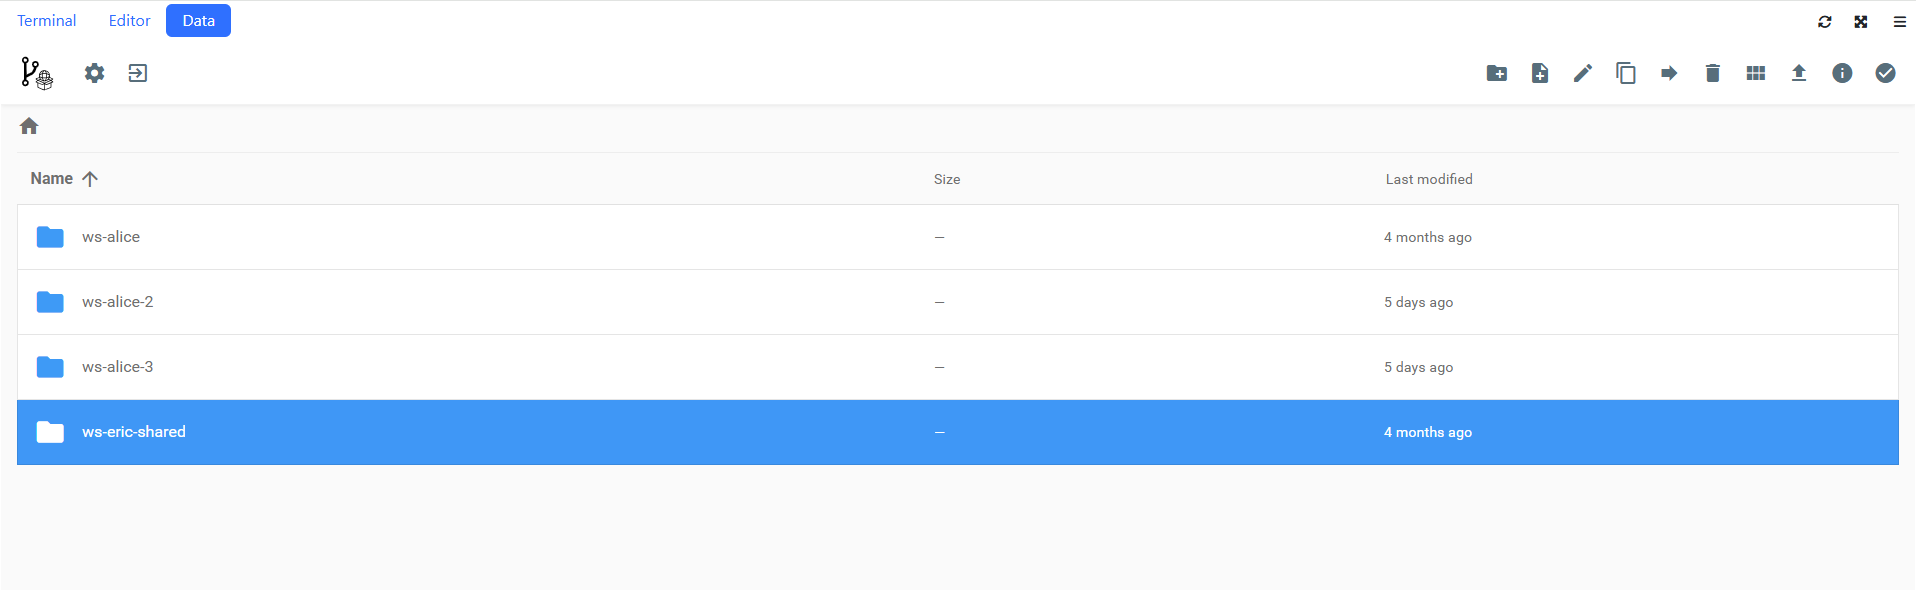 Terminal Editor Data
Name Size Last modified
ws-alice — 4 months ago
ws-alice-2 — 5 days ago
ws-alice-3 — 5 days ago
ws-eric-shared — 4 months ago